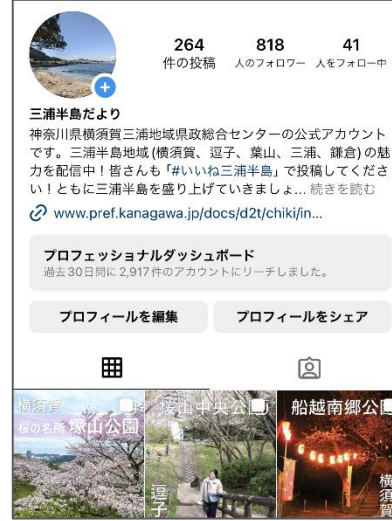 264
818
41
件の投稿
人のフォロワー
人をフォロー中
三浦半島だより
神奈川県横須賀三浦地域県政総合センターの公式アカウント
です。三浦半島地域(横須賀、逗子、葉山、三浦、鎌倉)の魅
力を配信中！皆さんも「#いいね三浦半島」で投稿してくださ
い！ともに三浦半島を盛り上げていきましょ... 続きを読む
www.pref.kanagawa.jp/docs/d2t/chiki/in...
プロフェッショナルダッシュボード
過去30日間に2,917件のアカウントにリーチしました。
プロフィールを編集
プロフィールをシェア
横須賀
桜の名所 塚山公園
塚山中央公園
逗子
船越南郷公園
横須賀